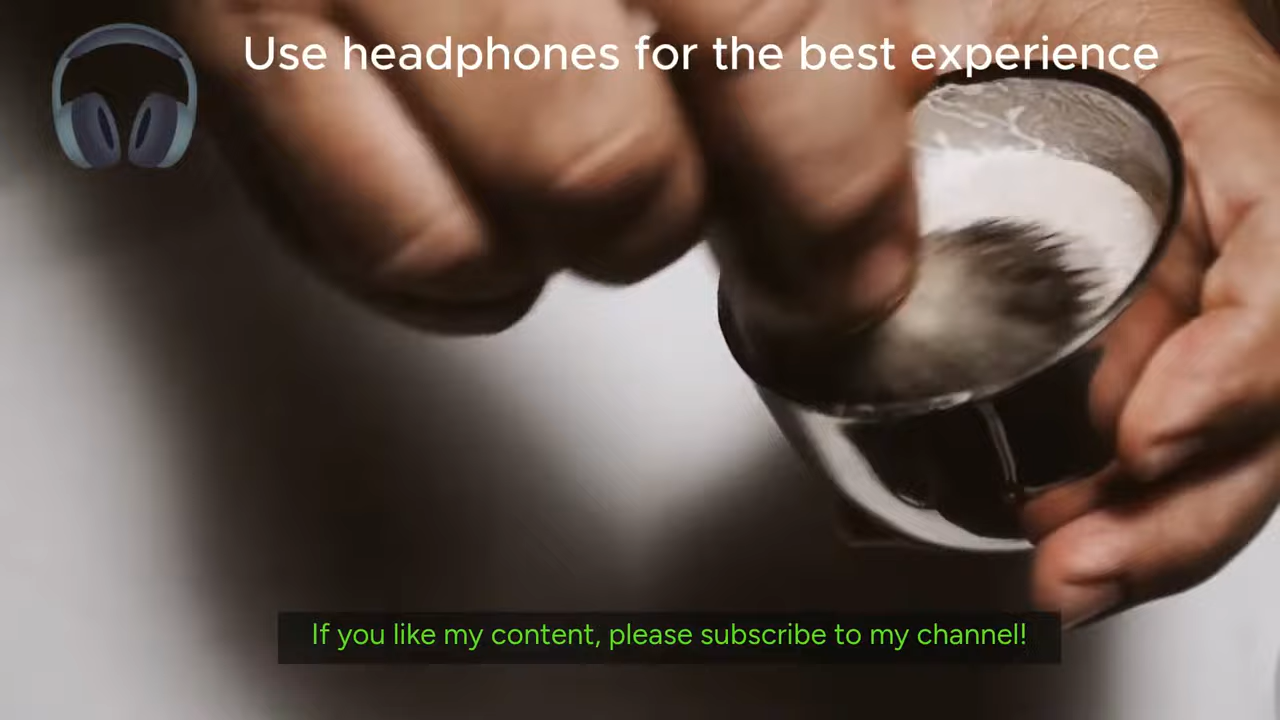 Use headphones for the best experience
If you like my content, please subscribe to my channel!